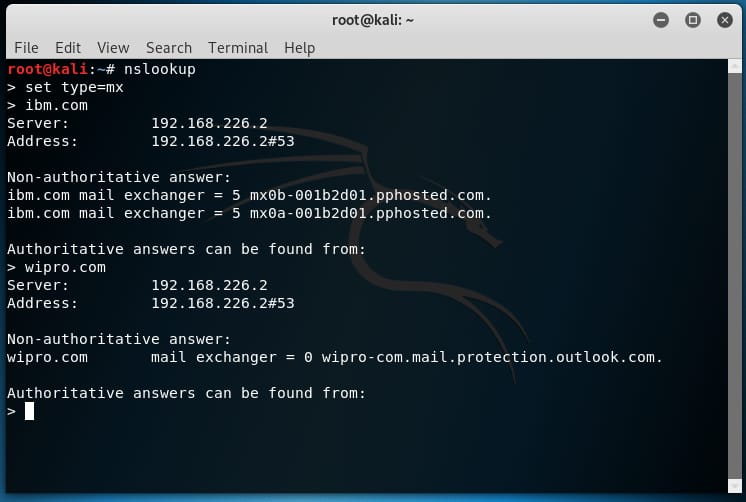 root@kali: ~
File Edit View Search Terminal Help
root@kali:~# nslookup
> set type=mx
> ibm.com
Server: 192.168.226.2
Address: 192.168.226.2#53
Non-authoritative answer:
ibm.com mail exchanger = 5 mx0b-001b2d01.pphosted.com.
ibm.com mail exchanger = 5 mx0a-001b2d01.pphosted.com.
Authoritative answers can be found from:
> wipro.com
Server: 192.168.226.2
Address: 192.168.226.2#53
Non-authoritative answer:
wipro.com mail exchanger = 0 wipro-com.mail.protection.outlook.com.
Authoritative answers can be found from:
>